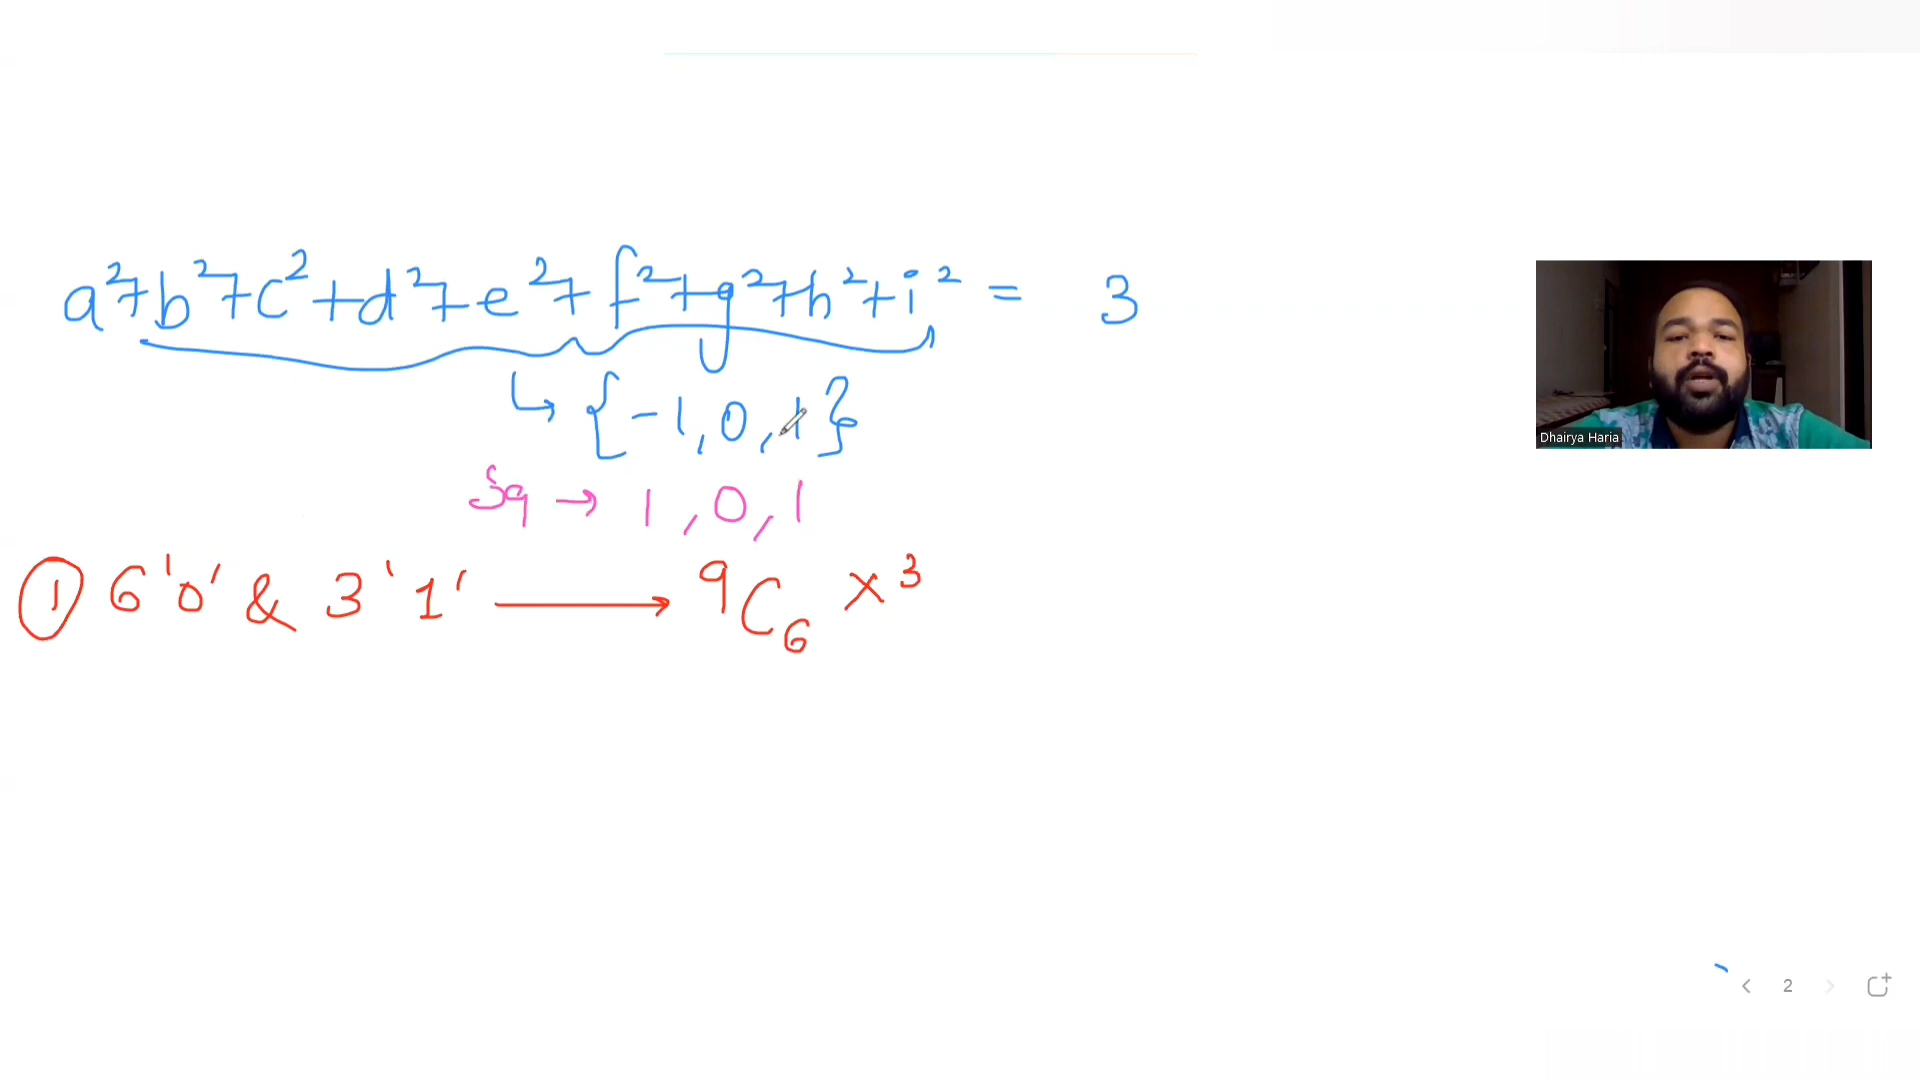 a²+b²+c²+d²+e²+f²+g²+h²+i² = 3
↳ {-1,0,1}
Sq → 1,0,1
Dhairya Haria
① 6'0' & 3'1' → ⁹C₆ ×³
2